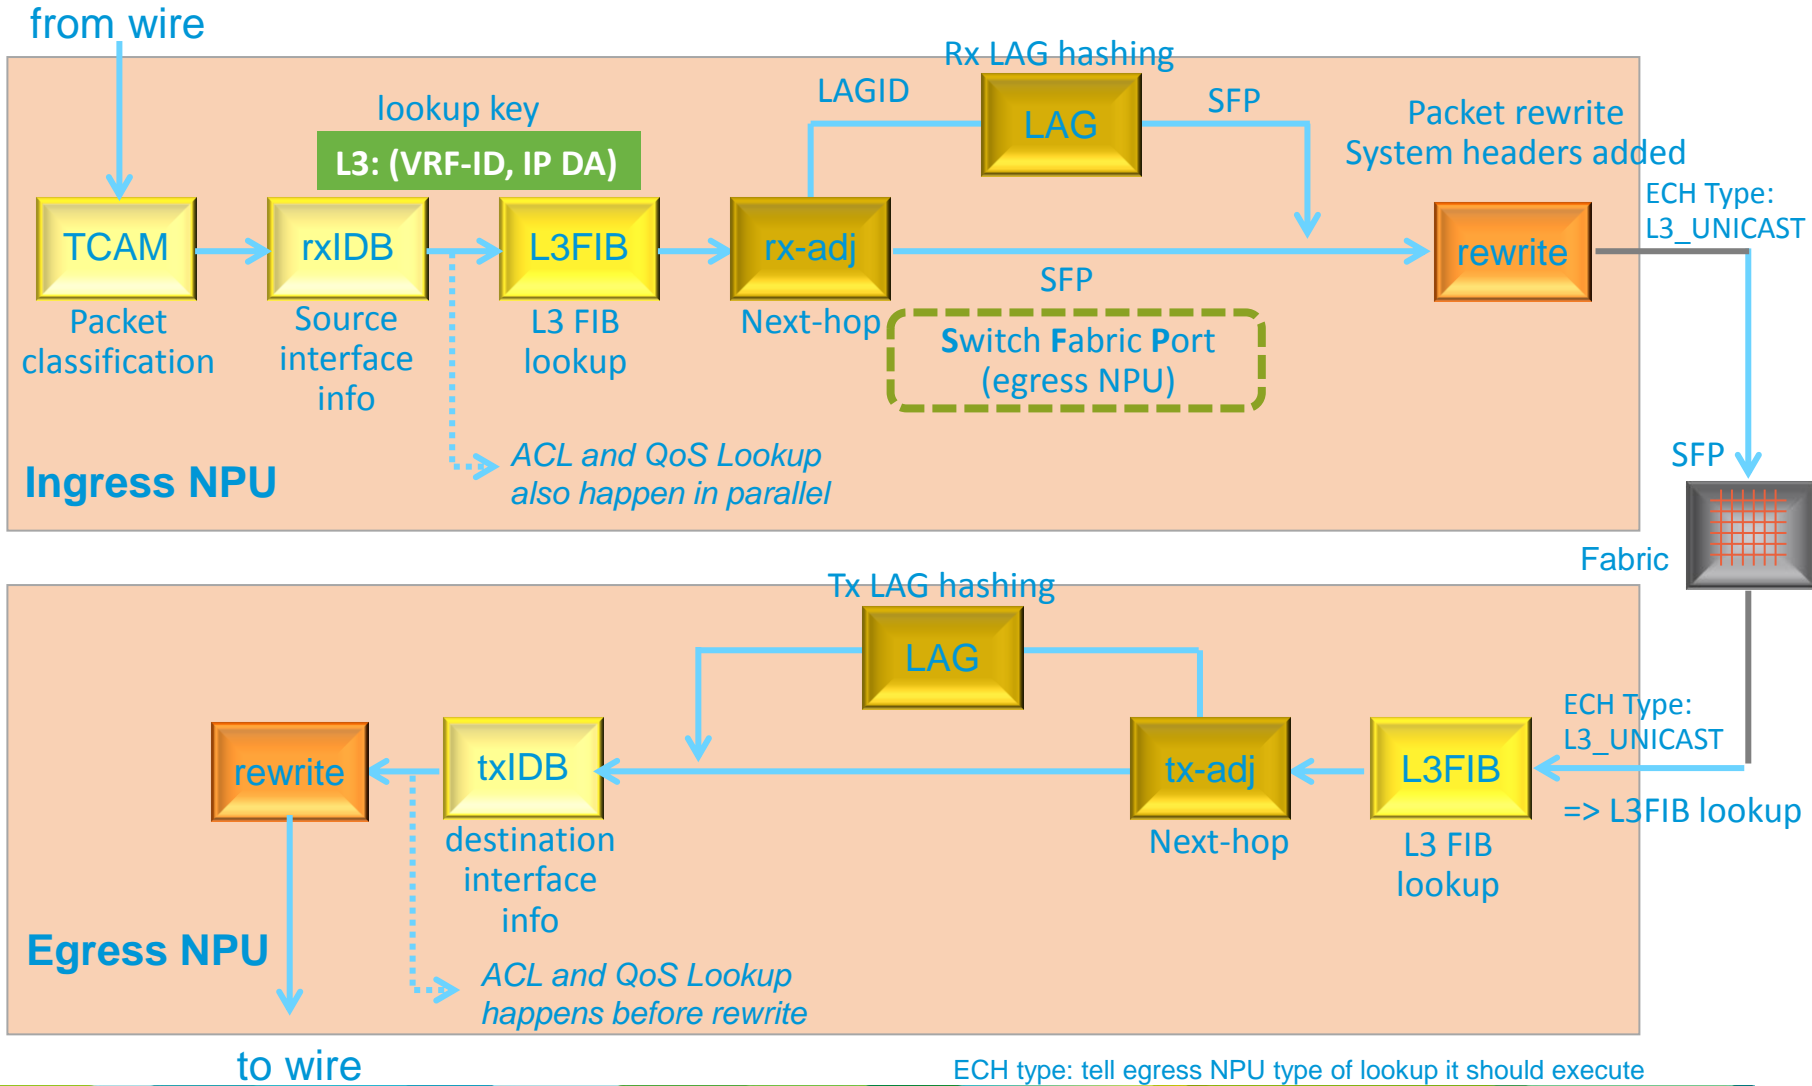 from wire
Rx LAG hashing
LAGID
LAG
SFP
lookup key
L3: (VRF-ID, IP DA)
Packet rewrite
System headers added
ECH Type:
L3_UNICAST
TCAM
rxIDB
L3FIB
rx-adj
rewrite
Packet
classification
Source
interface
info
L3 FIB
lookup
Next-hop
SFP
Switch Fabric Port
(egress NPU)
ACL and QoS Lookup
also happen in parallel
Ingress NPU
SFP
Fabric
Tx LAG hashing
LAG
ECH Type:
L3_UNICAST
rewrite
txIDB
tx-adj
L3FIB
=> L3FIB lookup
destination
interface
info
Next-hop
L3 FIB
lookup
Egress NPU
ACL and QoS Lookup
happens before rewrite
to wire
ECH type: tell egress NPU type of lookup it should execute